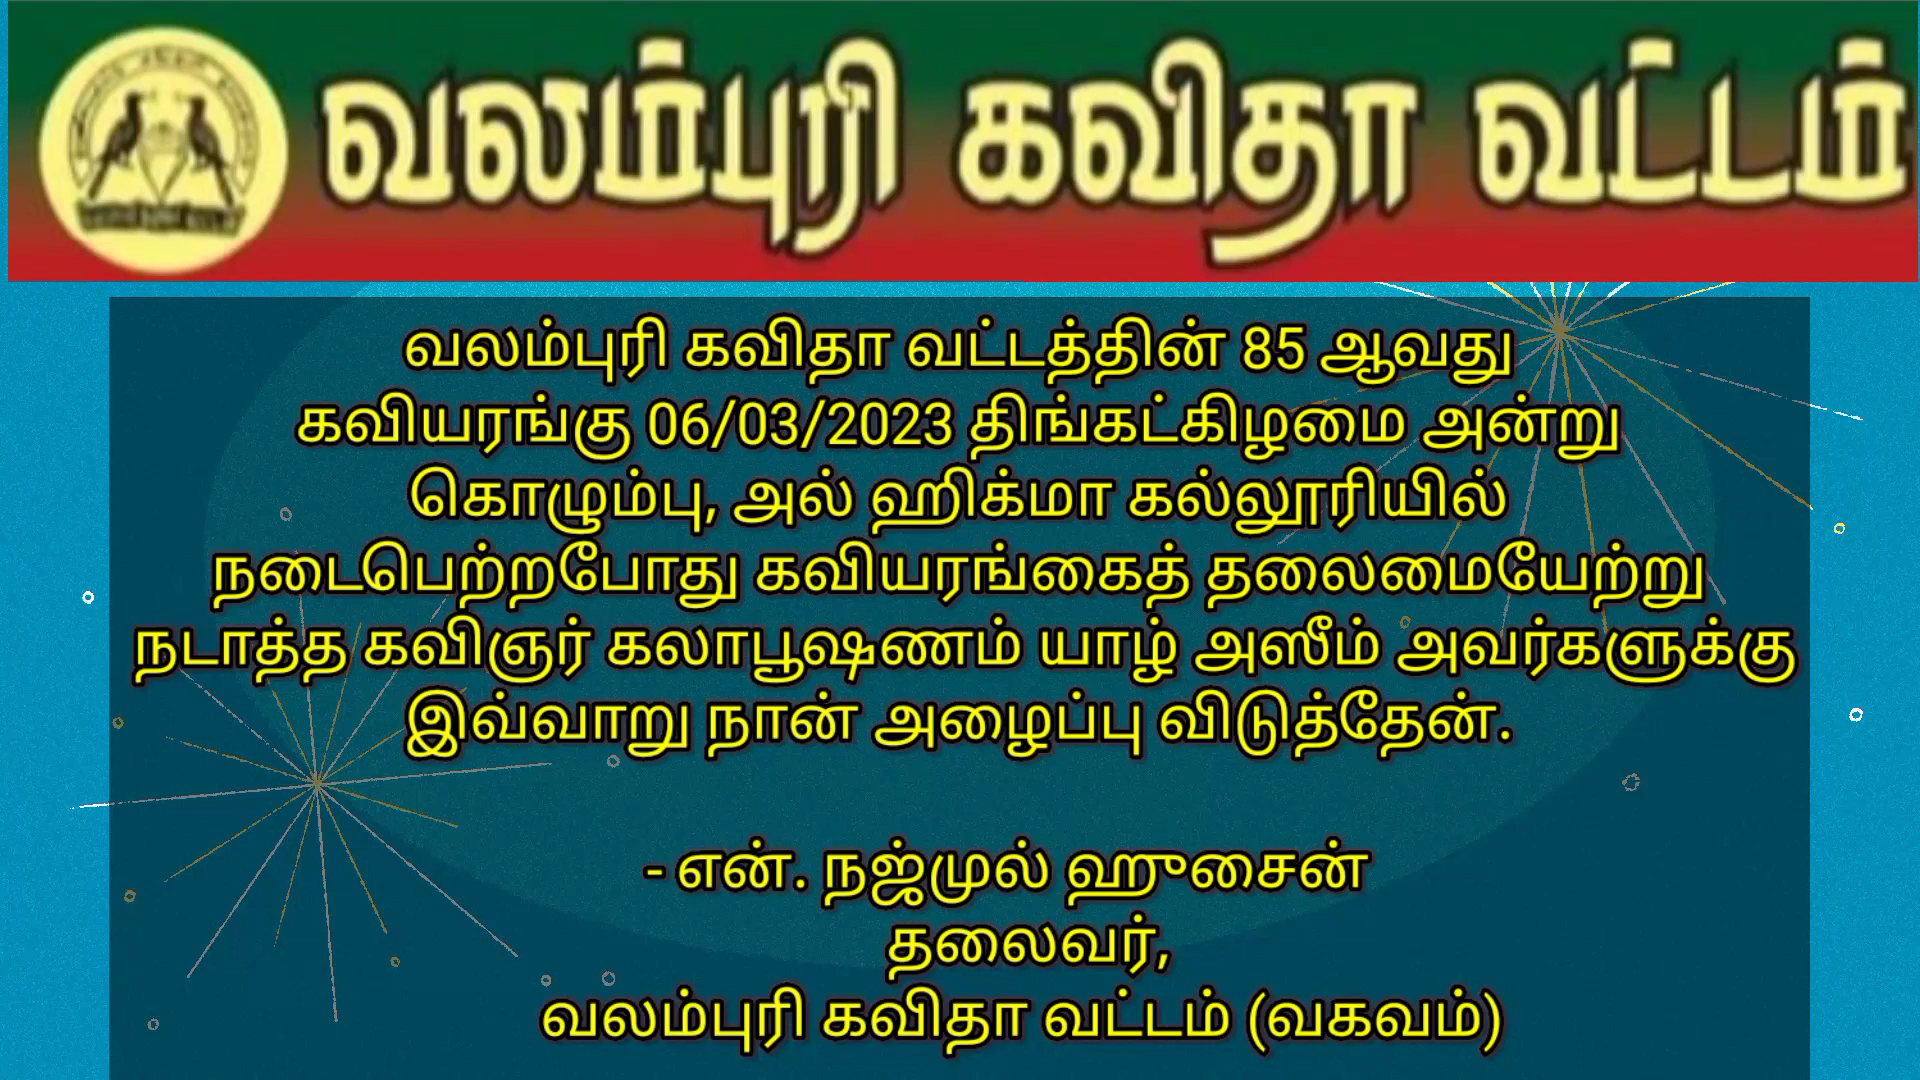 வலம்புரி கவிதா வட்டம்
வலம்புரி கவிதா வட்டத்தின் 85 ஆவது
கவியரங்கு 06/03/2023 திங்கட்கிழமை அன்று
கொழும்பு, அல் ஹிக்மா கல்லூரியில்
நடைபெற்றபோது கவியரங்கைத் தலைமையேற்று
நடாத்த கவிஞர் கலாபூஷணம் யாழ் அஸீம் அவர்களுக்கு
இவ்வாறு நான் அழைப்பு விடுத்தேன்.
- என். நஜ்முல் ஹுசைன்
தலைவர்,
வலம்புரி கவிதா வட்டம் (வகவம்)